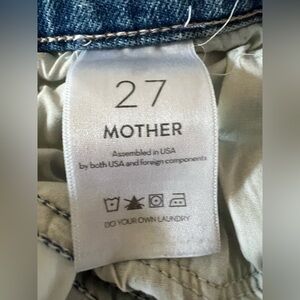 27
MOTHER
Assembled in USA
by both USA and foreign components
DO YOUR OWN LAUNDRY